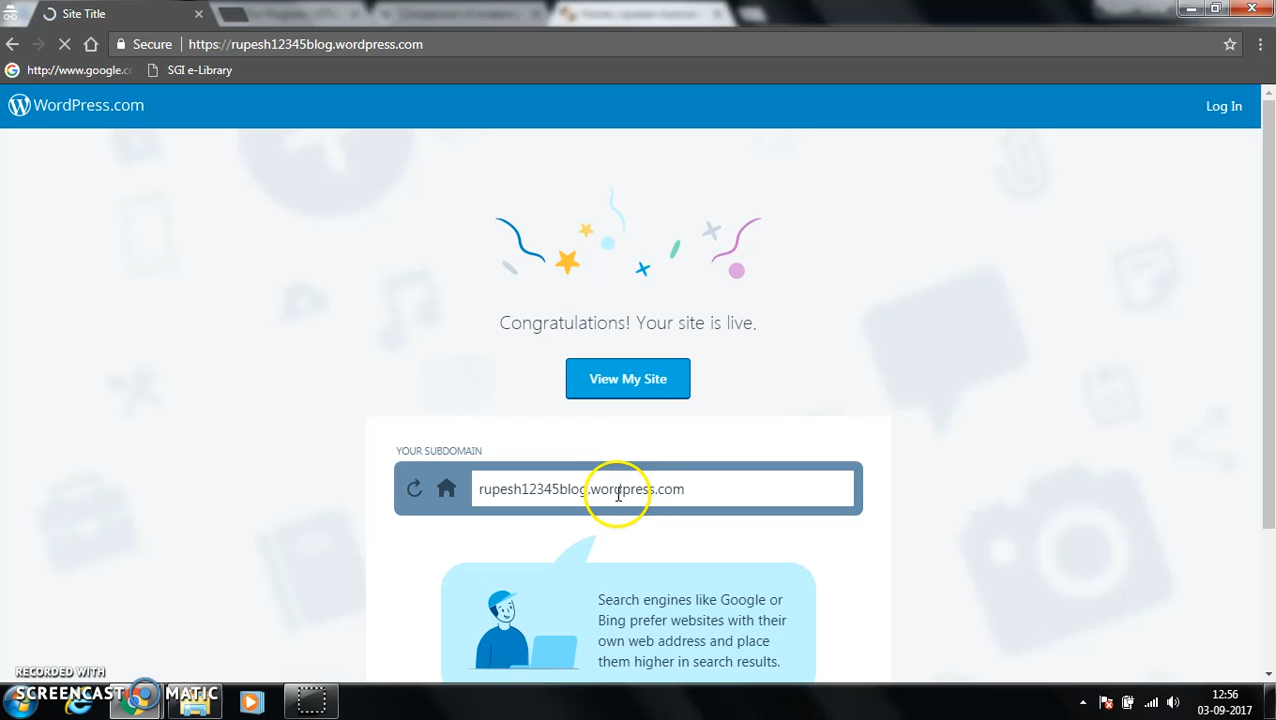 Site Title
Secure
https://rupesh12345blog.wordpress.com
http://www.google.cc
SGI e-Library
WordPress.com
Log In
Congratulations! Your site is live.
View My Site
YOUR SUBDOMAIN
rupesh12345blog.wordpress.com
Search engines like Google or
Bing prefer websites with their
own web address and place
them higher in search results.
RECORDED WITH
SCREENCAST MATIC
12:56
03-09-2017